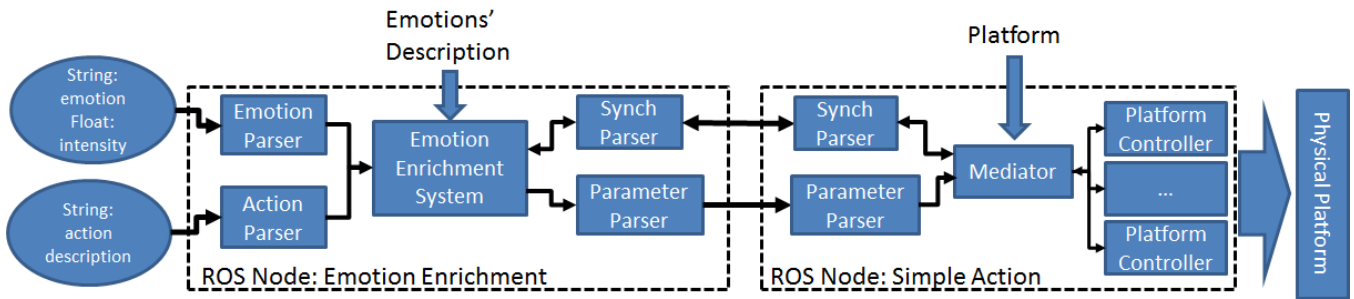 Emotions'
Description
Platform
String:
emotion
Float:
intensity
String:
action
description
Emotion
Parser
Action
Parser
Emotion
Enrichment
System
Synch
Parser
Parameter
Parser
ROS Node: Emotion Enrichment
Synch
Parser
Parameter
Parser
Mediator
Platform
Controller
...
Platform
Controller
ROS Node: Simple Action
Physical Platform